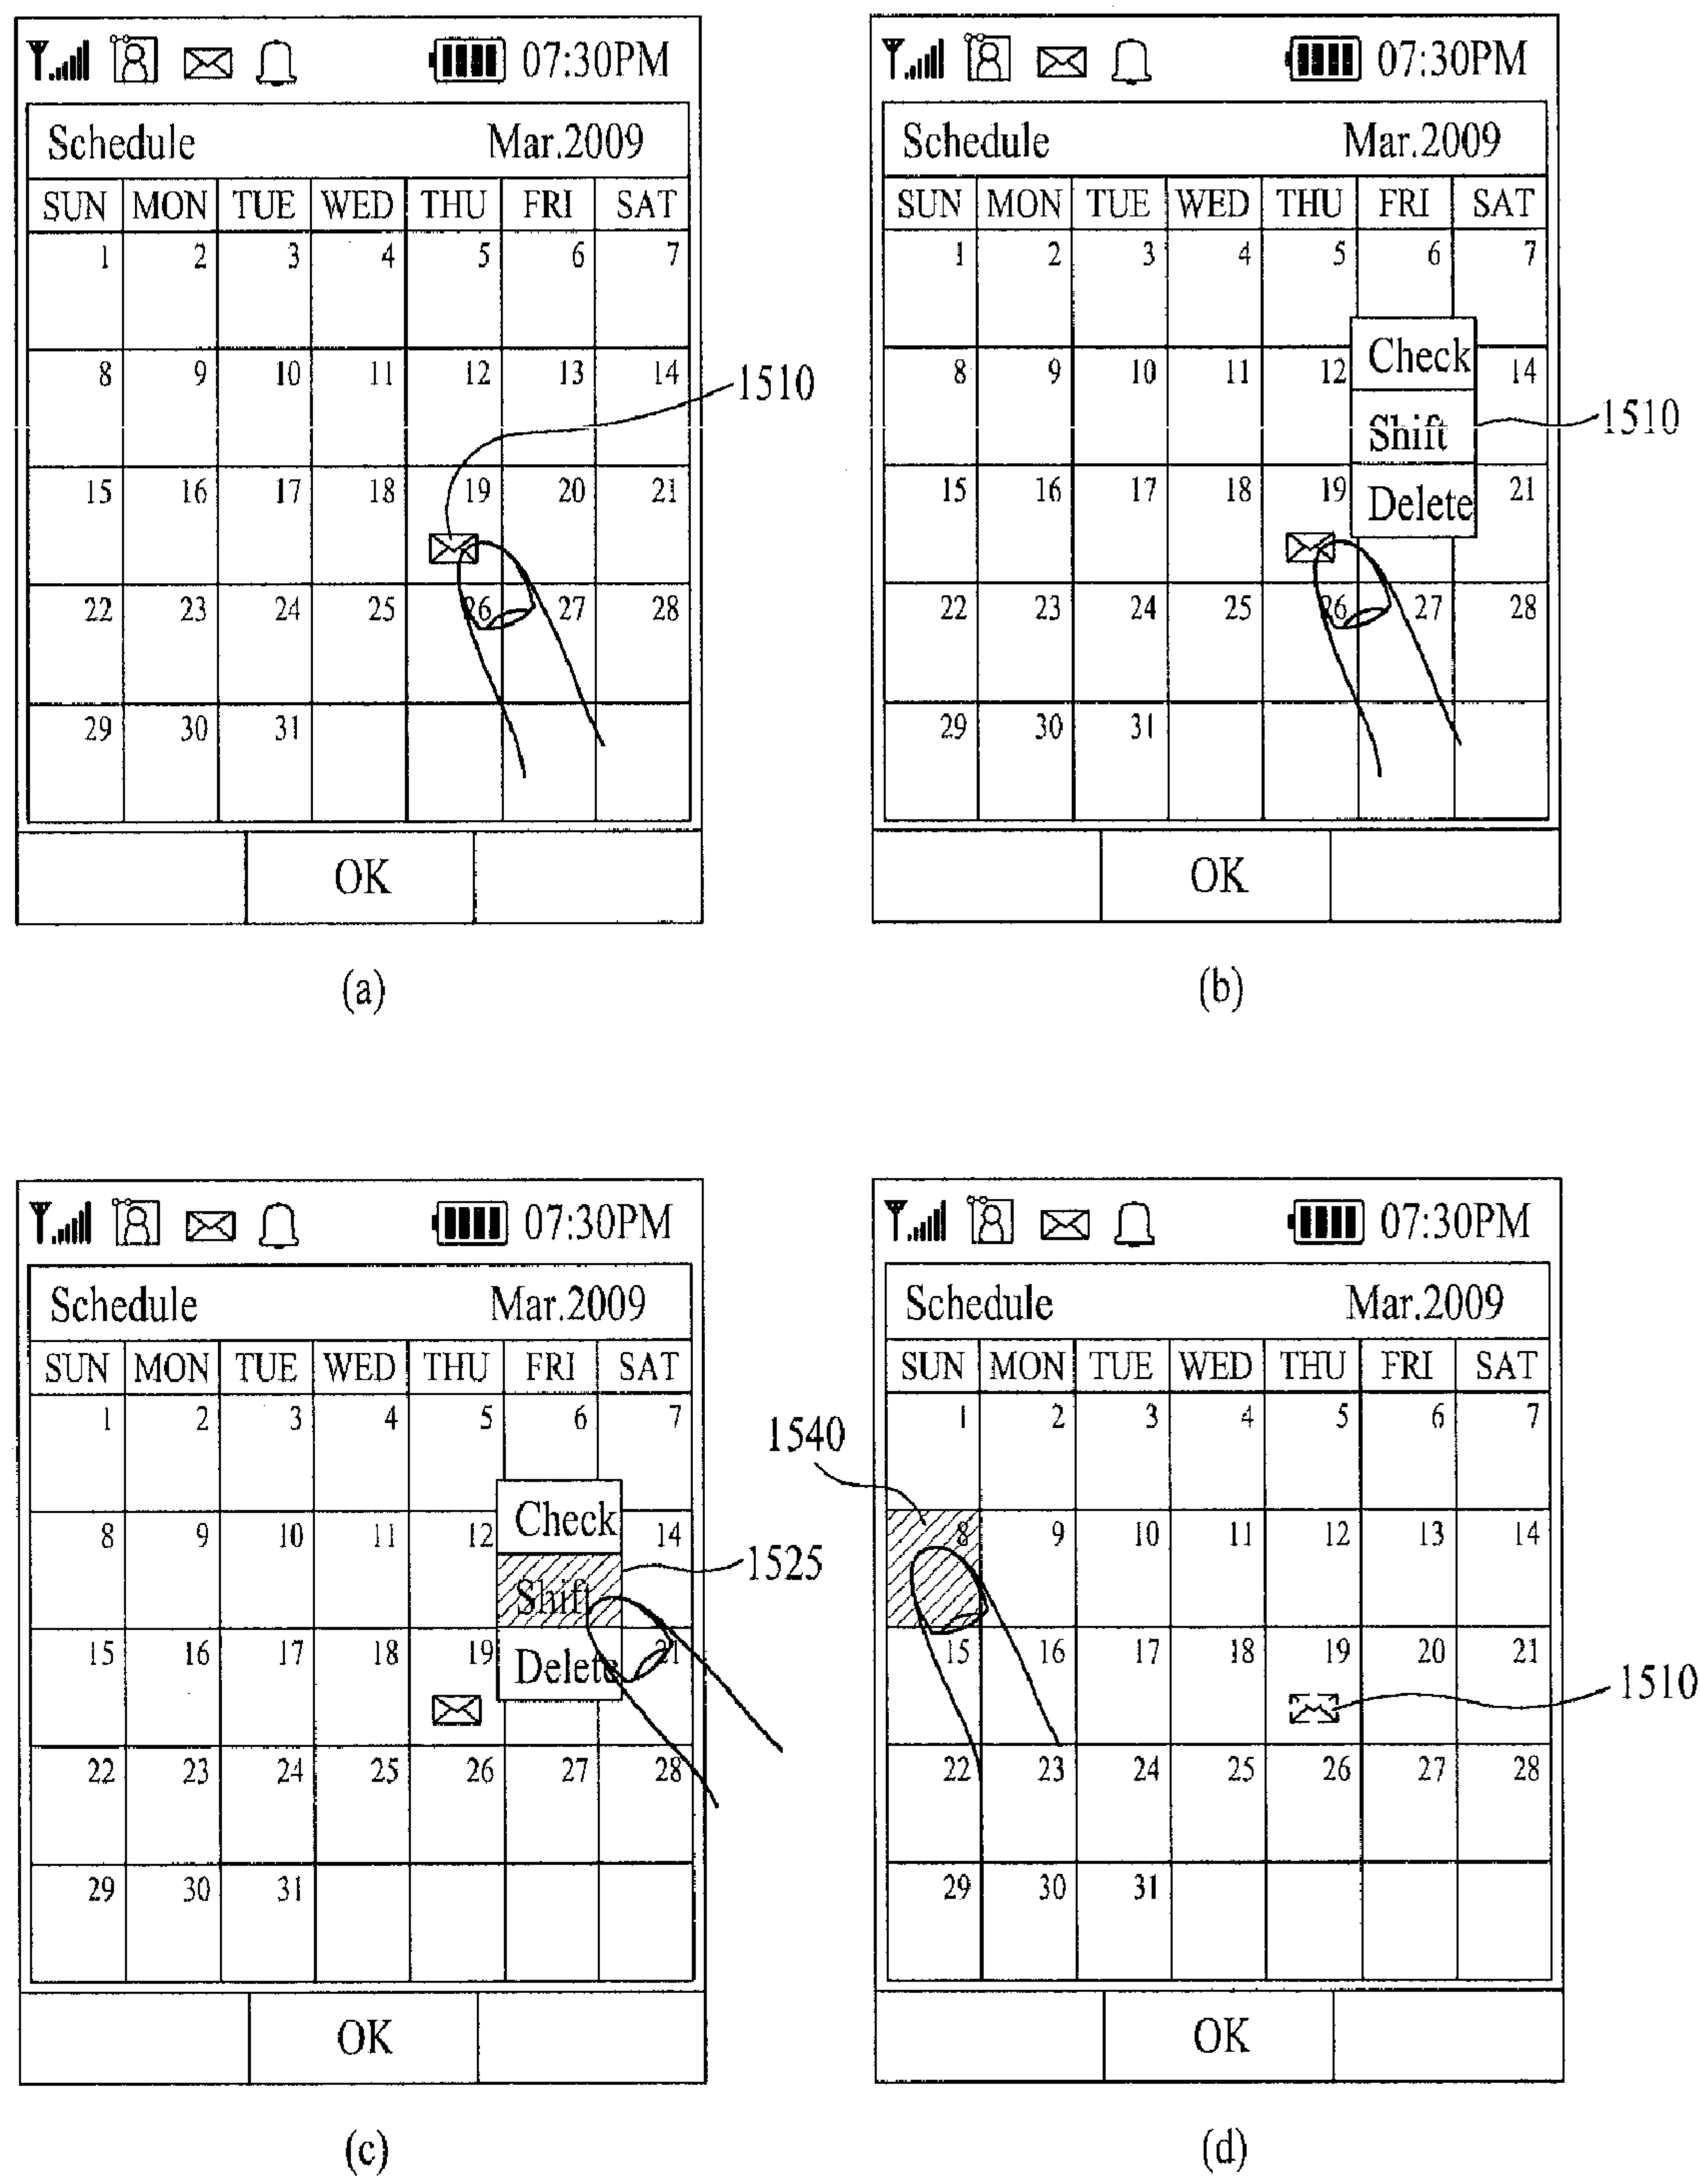 07:30PM
Schedule Mar.2009
SUN MON TUE WED THU FRI SAT
1 2 3 4 5 6 7
8 9 10 11 12 13 14
1510
15 16 17 18 19 20 21
22 23 24 25 26 27 28
29 30 31
OK
(a)
07:30PM
Schedule Mar.2009
SUN MON TUE WED THU FRI SAT
1 2 3 4 5 6 7
Check
8 9 10 11 12 14
Shift
1510
15 16 17 18 19 21
Delete
22 23 24 25 26 27 28
29 30 31
OK
(b)
07:30PM
Schedule Mar.2009
SUN MON TUE WED THU FRI SAT
1 2 3 4 5 6 7
Check
8 9 10 11 12 14
1525
Shift
15 16 17 18 19 21
Delete
22 23 24 25 26 27 28
29 30 31
OK
(c)
07:30PM
Schedule Mar.2009
SUN MON TUE WED THU FRI SAT
1 2 3 4 5 6 7
1540
8 9 10 11 12 13 14
15 16 17 18 19 20 21
1510
22 23 24 25 26 27 28
29 30 31
OK
(d)